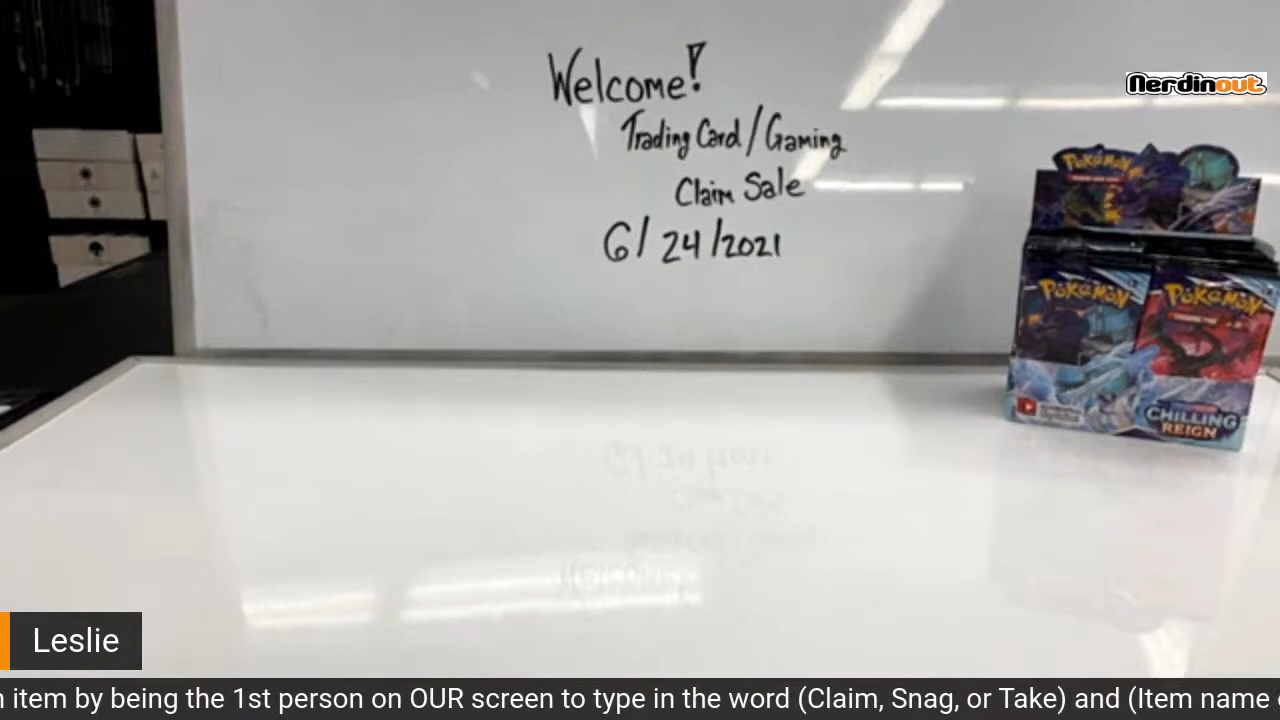 Welcome!
Trading Card/Gaming
Claim Sale
6/24/2021
Nerdinout
POKéMON
POKéMON
POKéMON
CHILLING
REIGN
Leslie
item by being the 1st person on OUR screen to type in the word (Claim, Snag, or Take) and (Item name